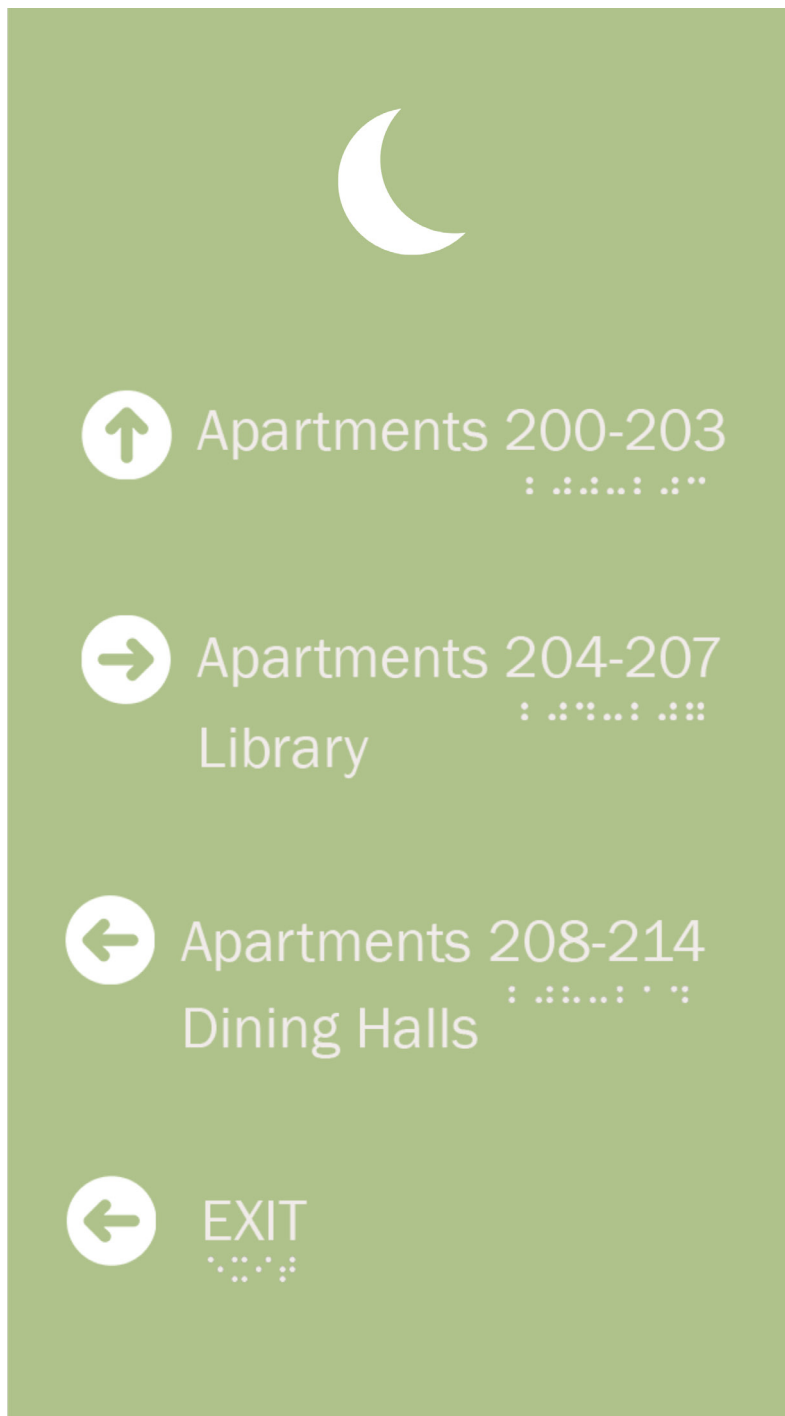 Apartments 200-203
⠃⠴⠴⠤⠃⠴⠉
Apartments 204-207
⠃⠴⠙⠤⠃⠴⠛
Library
Apartments 208-214
⠃⠴⠦⠤⠃⠁⠙
Dining Halls
EXIT
⠑⠭⠊⠞